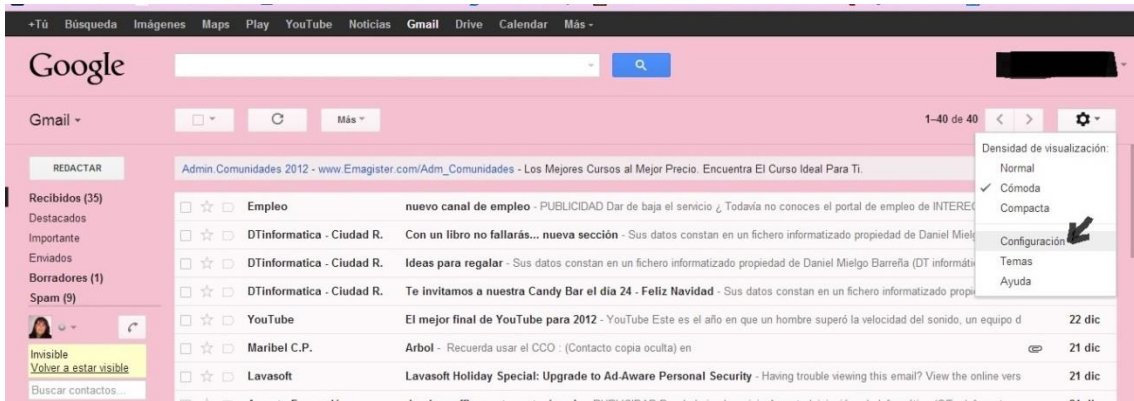 +Tú Búsqueda Imágenes Maps Play YouTube Noticias Gmail Drive Calendar Más
Google
Gmail
Más
1–40 de 40
Densidad de visualización:
Normal
Cómoda
Compacta
Configuración
Temas
Ayuda
REDACTAR
Recibidos (35)
Destacados
Importante
Enviados
Borradores (1)
Spam (9)
Invisible
Volver a estar visible
Buscar contactos...
Admin.Comunidades 2012 - www.Emagister.com/Adm_Comunidades - Los Mejores Cursos al Mejor Precio. Encuentra El Curso Ideal Para Ti.
Empleo nuevo canal de empleo - PUBLICIDAD Dar de baja el servicio ¿ Todavía no conoces el portal de empleo de INTERE
DTinformatica - Ciudad R. Con un libro no fallarás... nueva sección - Sus datos constan en un fichero informatizado propiedad de Daniel Miel
DTinformatica - Ciudad R. Ideas para regalar - Sus datos constan en un fichero informatizado propiedad de Daniel Mielgo Barreña (DT informáti
DTinformatica - Ciudad R. Te invitamos a nuestra Candy Bar el día 24 - Feliz Navidad - Sus datos constan en un fichero informatizado propie
YouTube El mejor final de YouTube para 2012 - YouTube Este es el año en que un hombre superó la velocidad del sonido, un equipo d 22 dic
Maribel C.P. Arbol - Recuerda usar el CCO : (Contacto copia oculta) en 21 dic
Lavasoft Lavasoft Holiday Special: Upgrade to Ad-Aware Personal Security - Having trouble viewing this email? View the online vers 21 dic